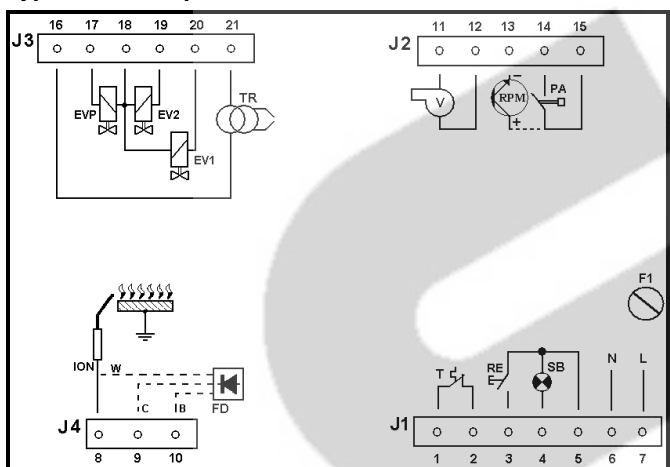 16 17 18 19 20 21
J3
TR
EVP EV2
EV1
11 12 13 14 15
J2
V
−
RPM
+
PA
F1
ION
W
C
B
FD
J4
8 9 10
T
RE
SB
N
L
J1
1 2 3 4 5 6 7